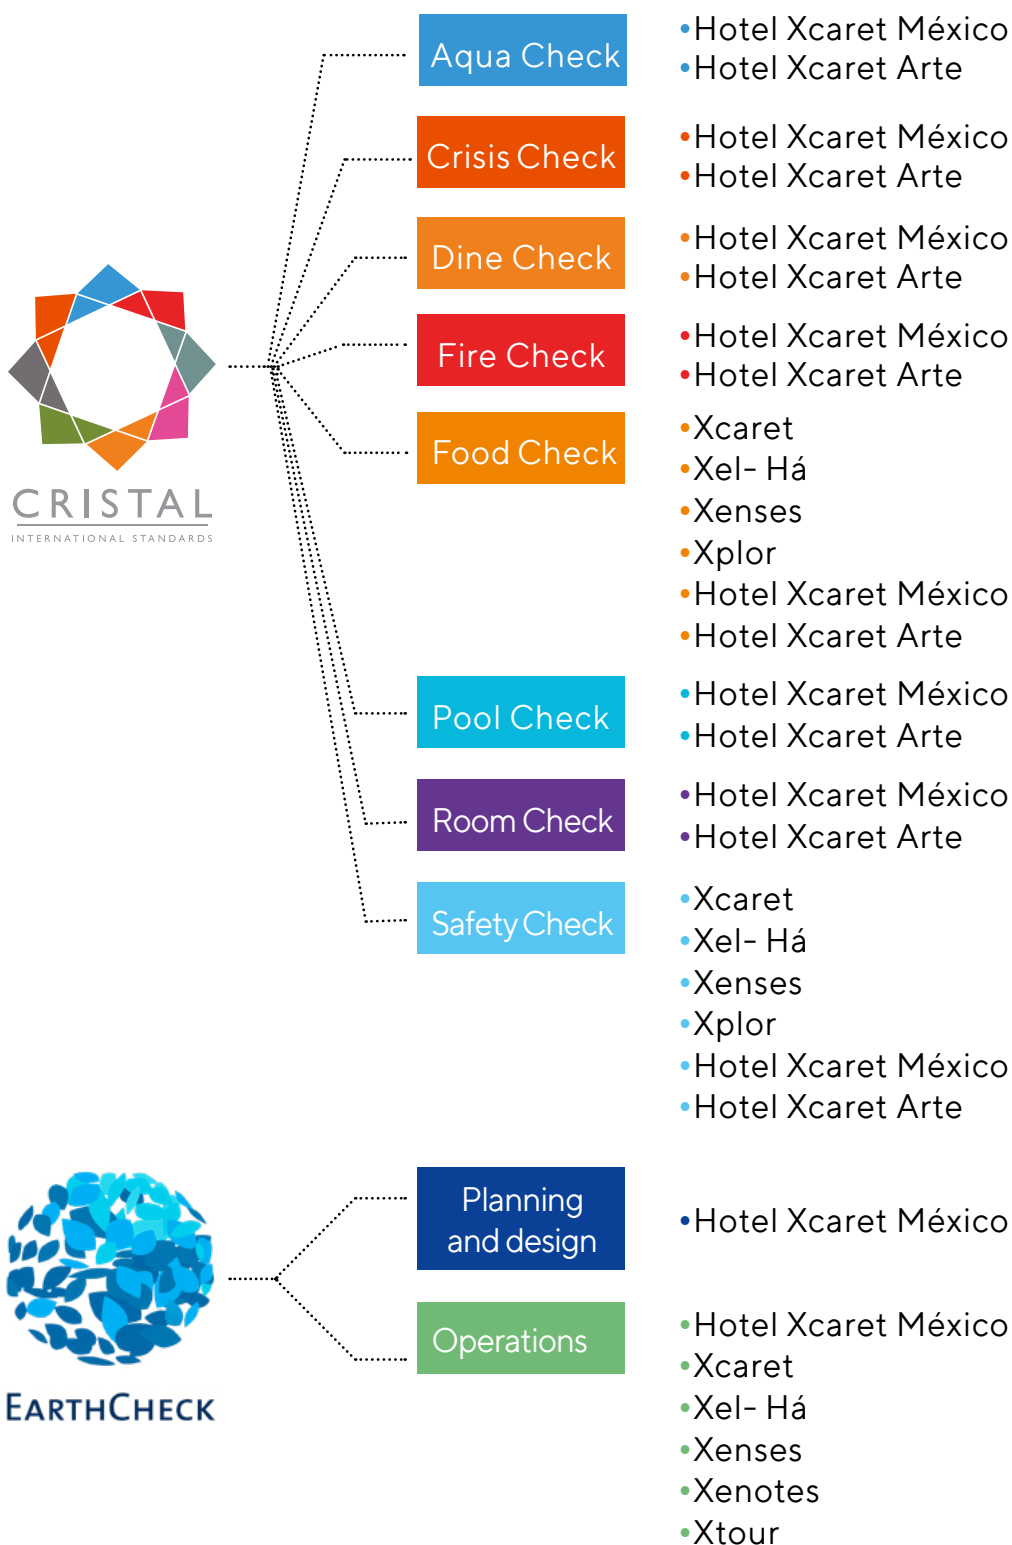 Aqua Check
•Hotel Xcaret México
•Hotel Xcaret Arte
Crisis Check
•Hotel Xcaret México
•Hotel Xcaret Arte
Dine Check
•Hotel Xcaret México
•Hotel Xcaret Arte
Fire Check
•Hotel Xcaret México
•Hotel Xcaret Arte
CRISTAL
INTERNATIONAL STANDARDS
Food Check
•Xcaret
•Xel- Há
•Xenses
•Xplor
•Hotel Xcaret México
•Hotel Xcaret Arte
Pool Check
•Hotel Xcaret México
•Hotel Xcaret Arte
Room Check
•Hotel Xcaret México
•Hotel Xcaret Arte
Safety Check
•Xcaret
•Xel- Há
•Xenses
•Xplor
•Hotel Xcaret México
•Hotel Xcaret Arte
EARTHCHECK
Planning
and design
•Hotel Xcaret México
Operations
•Hotel Xcaret México
•Xcaret
•Xel- Há
•Xenses
•Xenotes
•Xtour